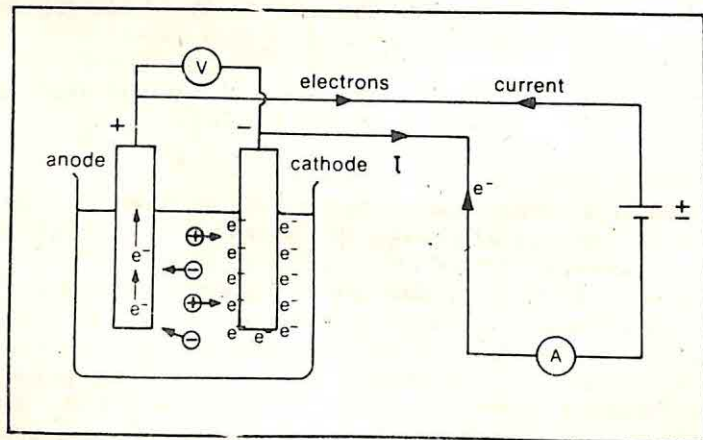 V
electrons current
+ −
anode cathode I
e⁻ ±
e⁻ e⁻
⊕
e⁻ e⁻ e⁻
⊖
⊕ e⁻ e⁻
e⁻ e⁻ e⁻
⊖ e⁻ e⁻ e⁻
A